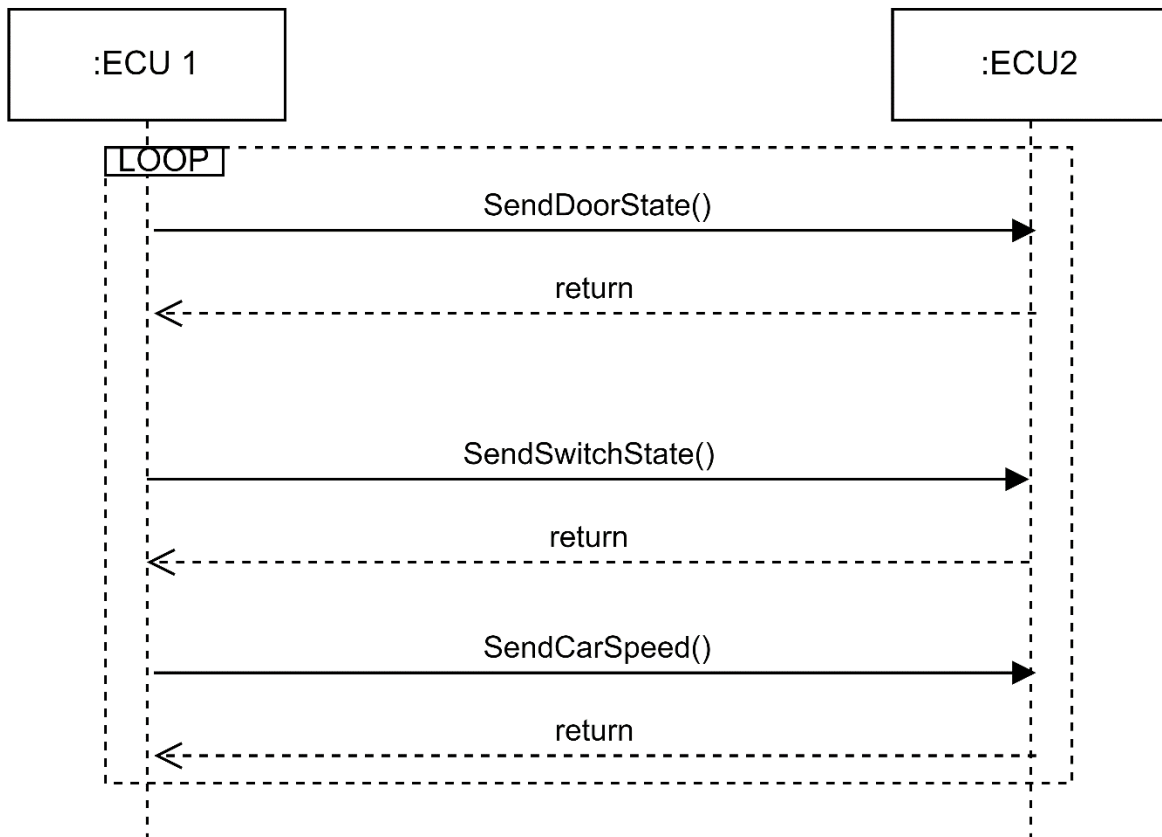 :ECU 1
:ECU2
LOOP
SendDoorState()
return
SendSwitchState()
return
SendCarSpeed()
return